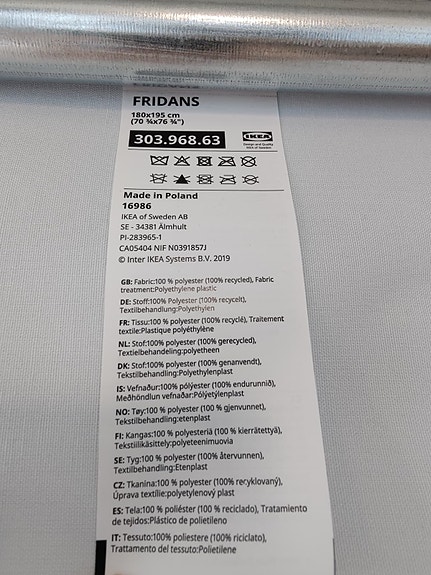 FRIDANS
180x195 cm
(70 ¾x76 ¾")
303.968.63
IKEA
Design and Quality
IKEA of Sweden
Made in Poland
16986
IKEA of Sweden AB
SE - 34381 Älmhult
PI-283965-1
CA05404 NIF N0391857J
© Inter IKEA Systems B.V. 2019
GB: Fabric:100 % polyester (100% recycled), Fabric
treatment:Polyethylene plastic
DE: Stoff:100% Polyester (100% recycelt),
Textilbehandlung:Polyethylen
FR: Tissu:100 % polyester (100% recyclé), Traitement
textile:Plastique polyéthylène
NL: Stof:100% polyester (100% gerecycled),
Textielbehandeling:polyetheen
DK: Stof:100 % polyester (100% genanvendt),
Tekstilbehandling:Polyethylenplast
IS: Vefnaður:100% pólýester (100% endurunnið),
Meðhöndlun vefnaðar:Pólýetýlenplast
NO: Tøy:100 % polyester (100 % gjenvunnet),
Tekstilbehandling:etenplast
FI: Kangas:100 % polyesteriä (100 % kierrätettyä),
Tekstiilikäsittely:polyeteenimuovia
SE: Tyg:100 % polyester (100% återvunnen),
Textilbehandling:Etenplast
CZ: Tkanina:100 % polyester (100% recyklovaný),
Úprava textilie:polyetylenový plast
ES: Tela:100 % poliéster (100 % reciclado), Tratamiento
de tejidos:Plástico de polietileno
IT: Tessuto:100% poliestere (100% riciclato),
Trattamento del tessuto:Polietilene